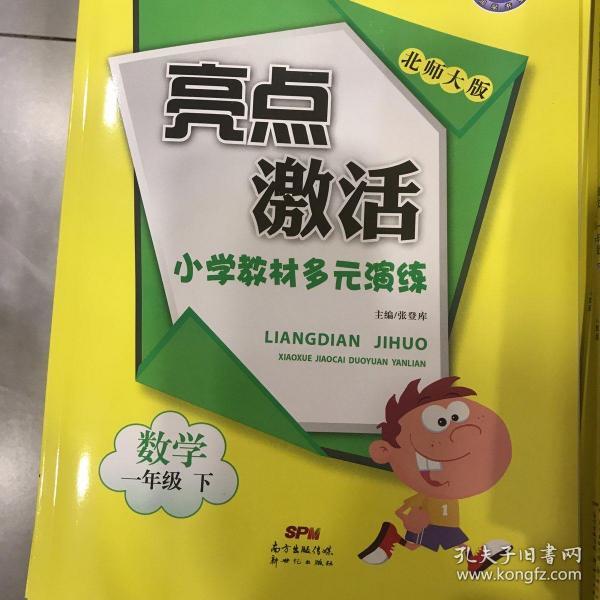 北师大版
亮点
激活
小学教材多元演练
主编/张登库
LIANGDIAN JIHUO
XIAOXUE JIAOCAI DUOYUAN YANLIAN
数学
一年级 下
1
SPM
南方出版传媒
新世纪出版社
孔夫子旧书网
www.kongfz.com